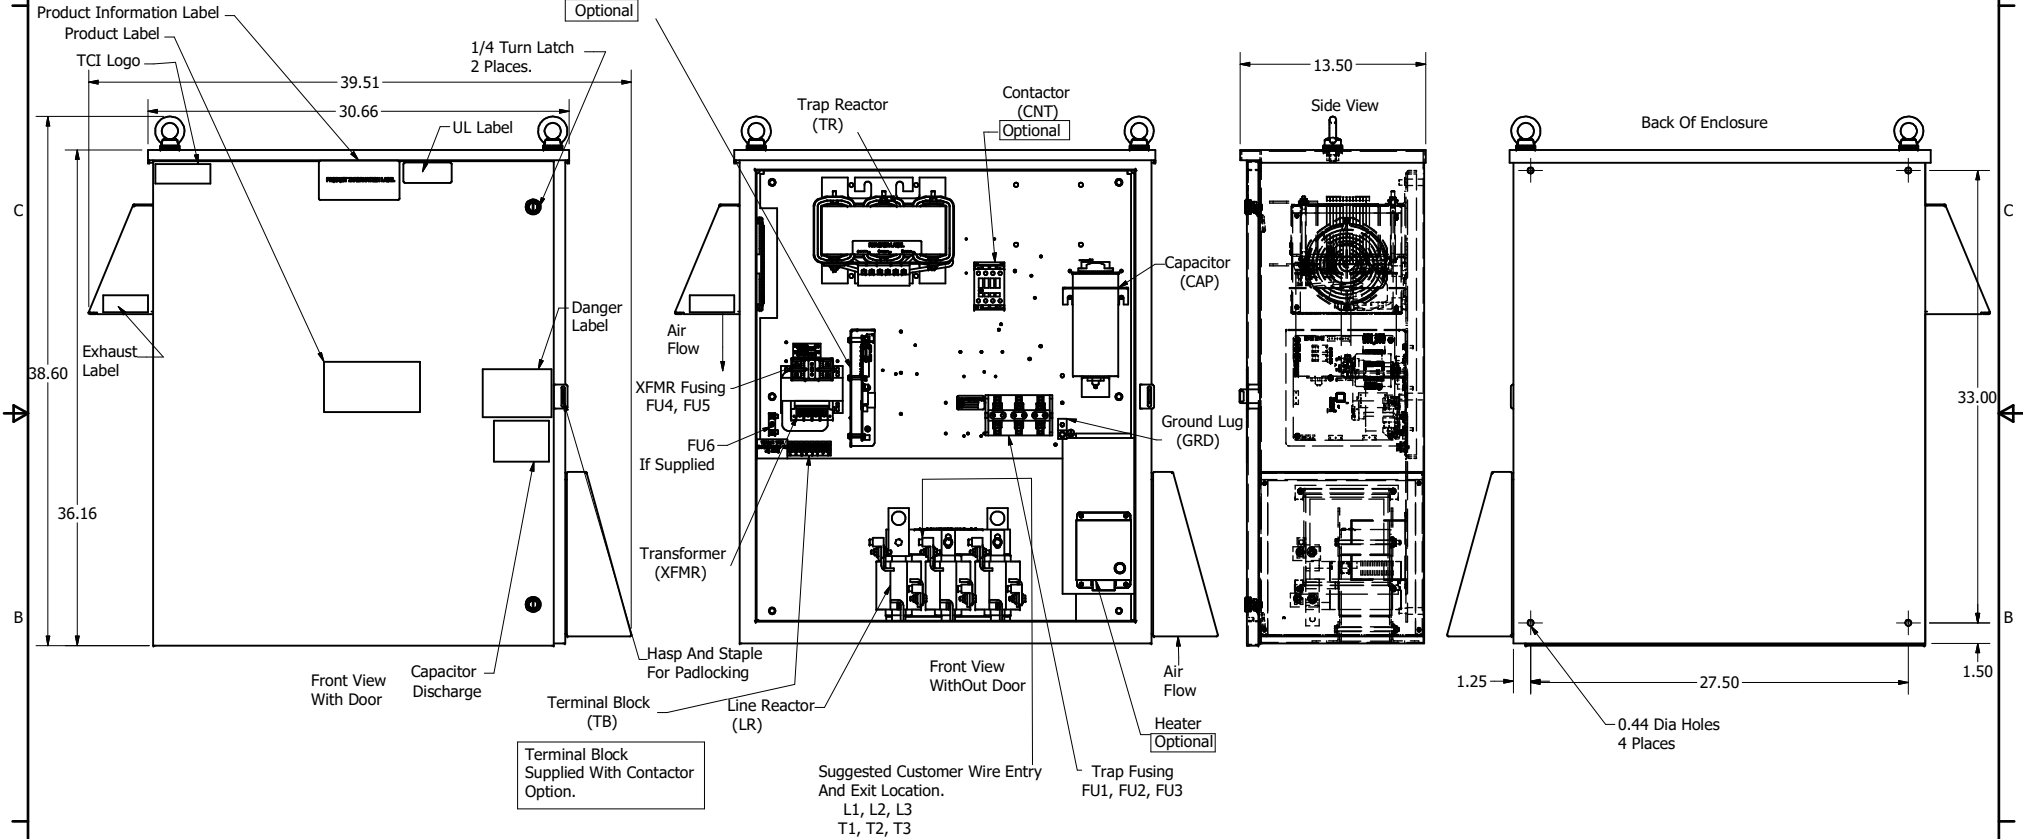 Product Information Label
Product Label
TCI Logo
39.51
30.66
1/4 Turn Latch
2 Places.
UL Label
Optional
PRODUCT INFORMATION LABEL
C
Exhaust
Label
38.60
36.16
Danger
Label
B
Front View
With Door
Capacitor
Discharge
Hasp And Staple
For Padlocking
Trap Reactor
(TR)
Contactor
(CNT)
Optional
Capacitor
(CAP)
Air
Flow
XFMR Fusing
FU4, FU5
FU6
If Supplied
Ground Lug
(GRD)
Transformer
(XFMR)
Terminal Block
(TB)
Line Reactor
(LR)
Front View
WithOut Door
Air
Flow
Heater
Optional
Terminal Block
Supplied With Contactor
Option.
Suggested Customer Wire Entry
And Exit Location.
L1, L2, L3
T1, T2, T3
Trap Fusing
FU1, FU2, FU3
13.50
Side View
Back Of Enclosure
C
33.00
B
1.50
1.25
27.50
0.44 Dia Holes
4 Places